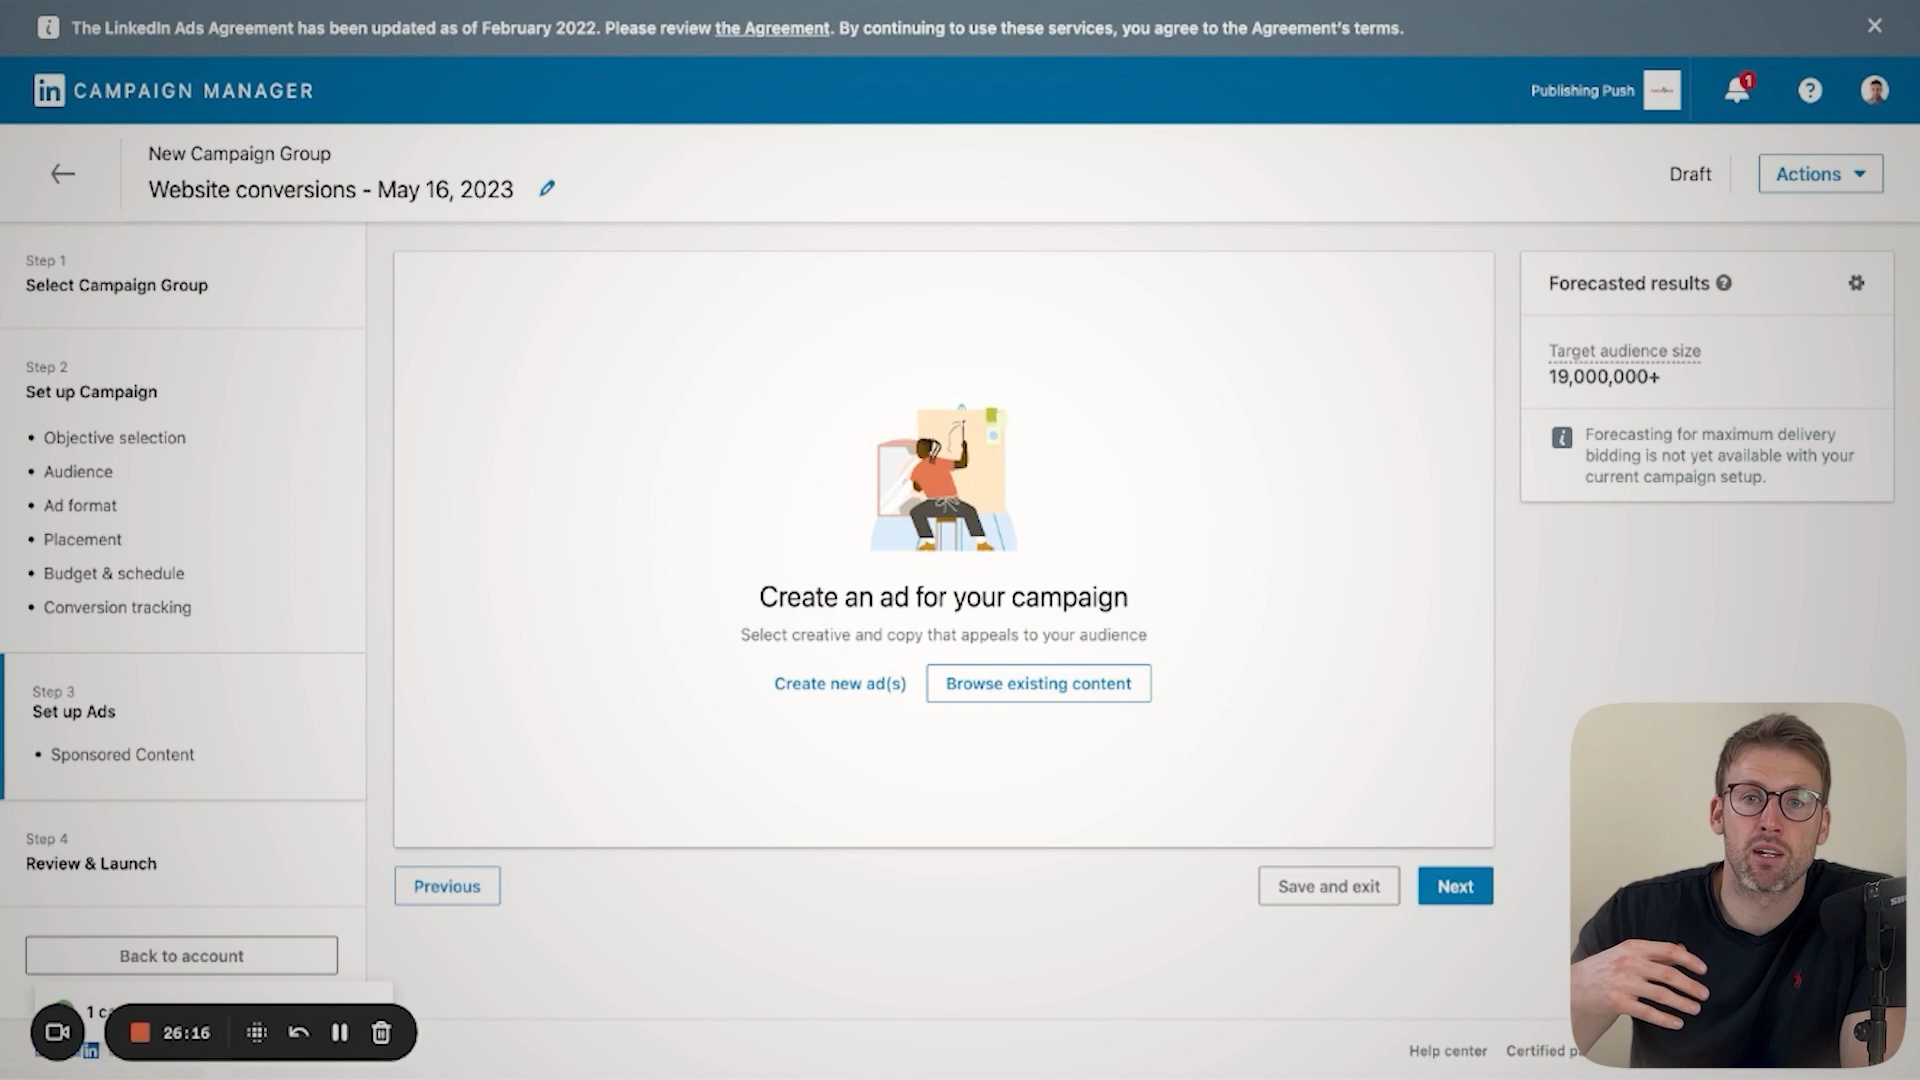 The LinkedIn Ads Agreement has been updated as of February 2022. Please review the Agreement. By continuing to use these services, you agree to the Agreement's terms.
in CAMPAIGN MANAGER
Publishing Push
1
New Campaign Group
Website conversions - May 16, 2023
Draft
Actions
Step 1
Select Campaign Group
Step 2
Set up Campaign
• Objective selection
• Audience
• Ad format
• Placement
• Budget & schedule
• Conversion tracking
Step 3
Set up Ads
• Sponsored Content
Step 4
Review & Launch
Back to account
Create an ad for your campaign
Select creative and copy that appeals to your audience
Create new ad(s)
Browse existing content
Previous
Save and exit
Next
Forecasted results
Target audience size
19,000,000+
Forecasting for maximum delivery
bidding is not yet available with your
current campaign setup.
1
26:16
in
Help center
Certified